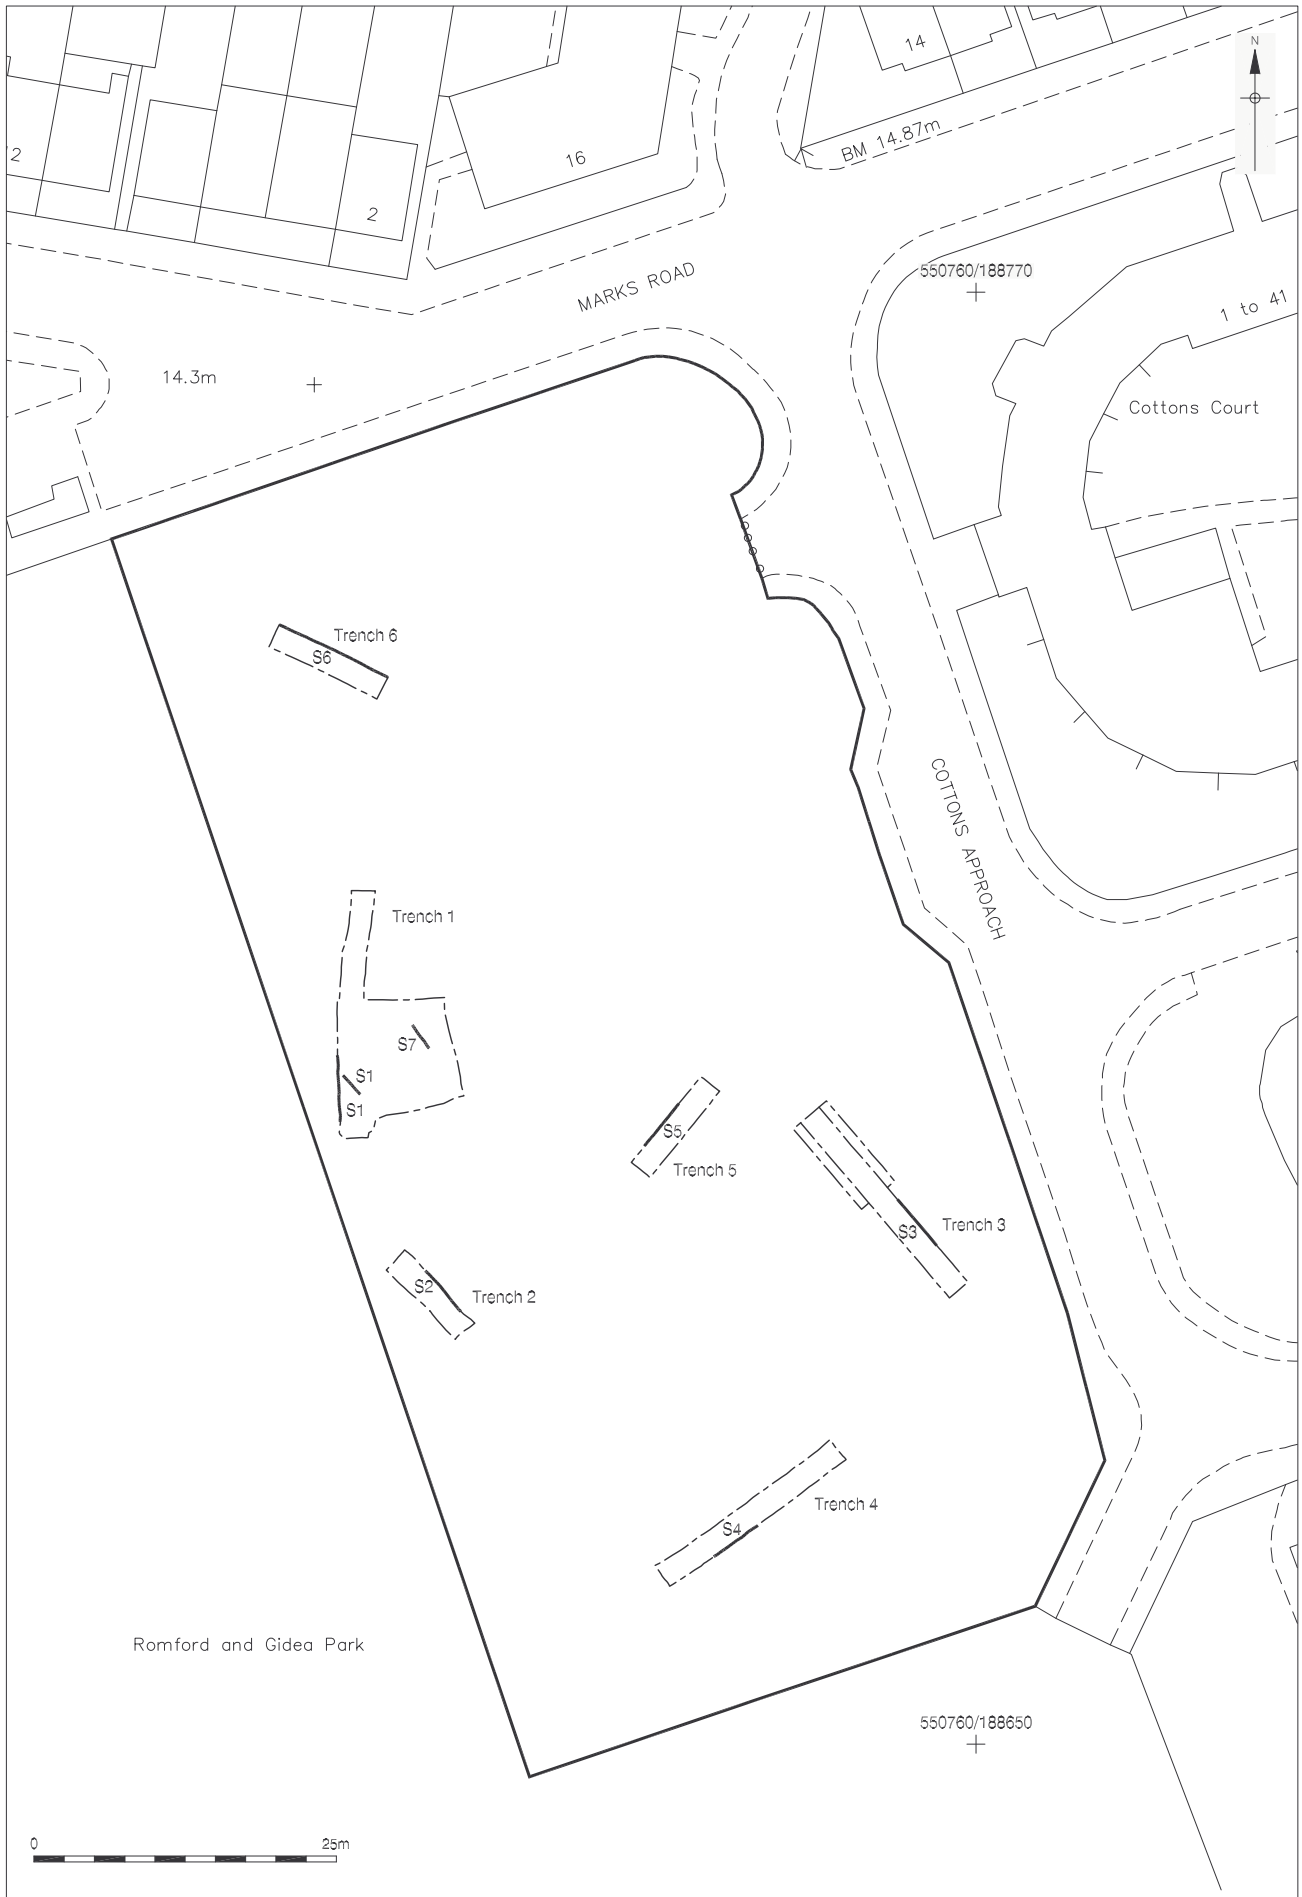 14
N
BM 14.87m
2
16
2
MARKS ROAD
550760/188770
1 to 41
14.3m
Cottons Court
Trench 6
S6
COTTONS APPROACH
Trench 1
S7
S1
S1
S5
Trench 5
S3
Trench 3
S2
Trench 2
Trench 4
S4
Romford and Gidea Park
550760/188650
0 25m